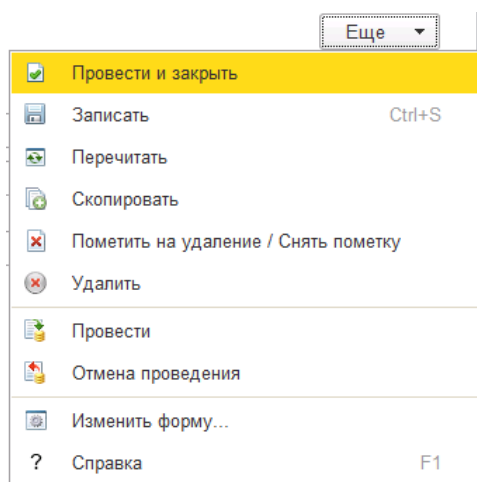 Еще
Провести и закрыть
Записать Ctrl+S
Перечитать
Скопировать
Пометить на удаление / Снять пометку
Удалить
Провести
Отмена проведения
Изменить форму...
? Справка F1